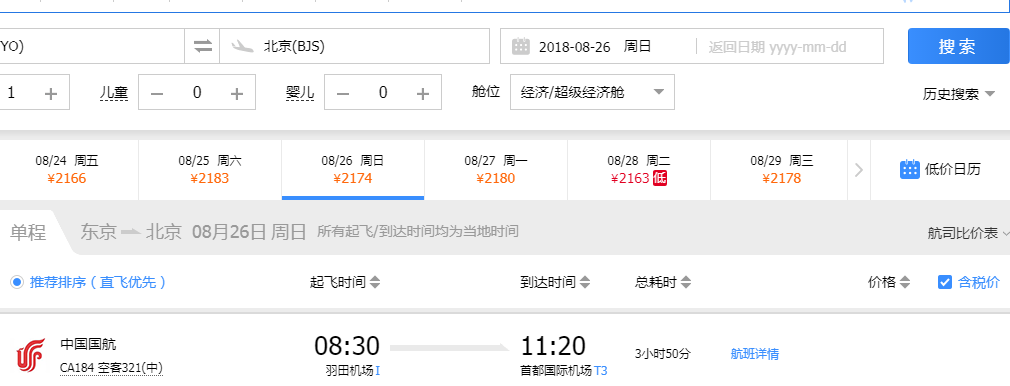 YO) 北京(BJS) 2018-08-26 周日 返回日期 yyyy-mm-dd 搜索
1 + 儿童 − 0 + 婴儿 − 0 + 舱位 经济/超级经济舱 历史搜索
08/24 周五 08/25 周六 08/26 周日 08/27 周一 08/28 周二 08/29 周三
¥2166 ¥2183 ¥2174 ¥2180 ¥2163 低 ¥2178 低价日历
单程 东京 北京 08月26日 周日 所有起飞/到达时间均为当地时间 航司比价表
推荐排序（直飞优先） 起飞时间 到达时间 总耗时 价格 含税价
中国国航 08:30 11:20 3小时50分 航班详情
CA184 空客321(中) 羽田机场I 首都国际机场T3